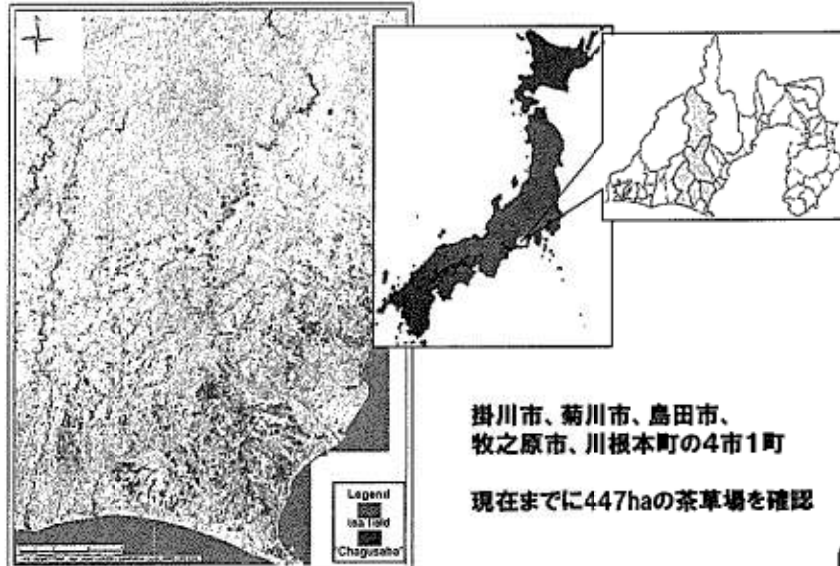 掛川市、菊川市、島田市、
牧之原市、川根本町の4市1町
現在までに447haの茶草場を確認
Legend
tea field
"Chagusaba"